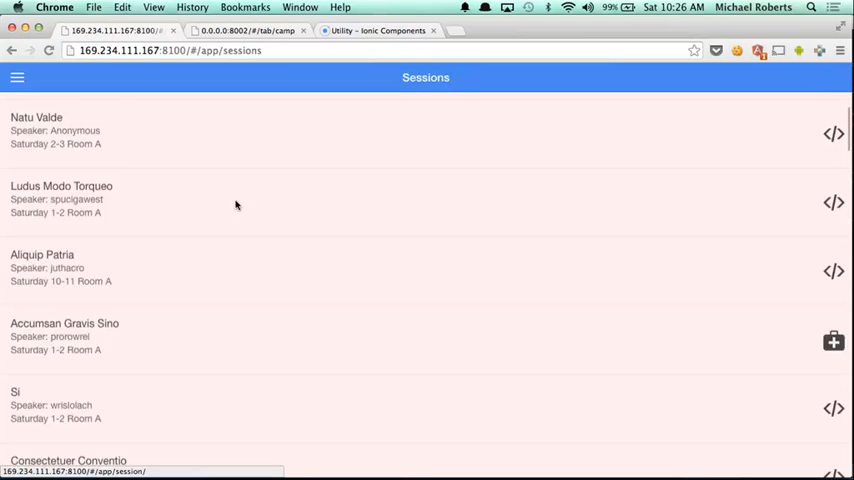 Chrome File Edit View History Bookmarks Window Help 99% Sat 10:26 AM Michael Roberts
169.234.111.167:8100/#/ 0.0.0.0:8002/#/tab/camp Utility – Ionic Components
169.234.111.167:8100/#/app/sessions
Sessions
Natu Valde
Speaker: Anonymous
Saturday 2-3 Room A
Ludus Modo Torqueo
Speaker: spucigawest
Saturday 1-2 Room A
Aliquip Patria
Speaker: juthacro
Saturday 10-11 Room A
Accumsan Gravis Sino
Speaker: prorowrel
Saturday 1-2 Room A
Si
Speaker: wrislolach
Saturday 1-2 Room A
Consectetuer Conventio
169.234.111.167:8100/#/app/session/